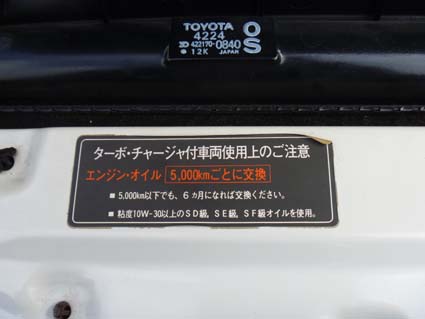 TOYOTA
4224
ID 422170-0840
12K JAPAN
OS
ターボ・チャージャ付車両使用上のご注意
エンジン・オイル 5,000kmごとに交換
■ 5,000km以下でも、6ヵ月になれば交換ください。
■ 粘度10W-30以上のSD級，SE級，SF級オイルを使用。